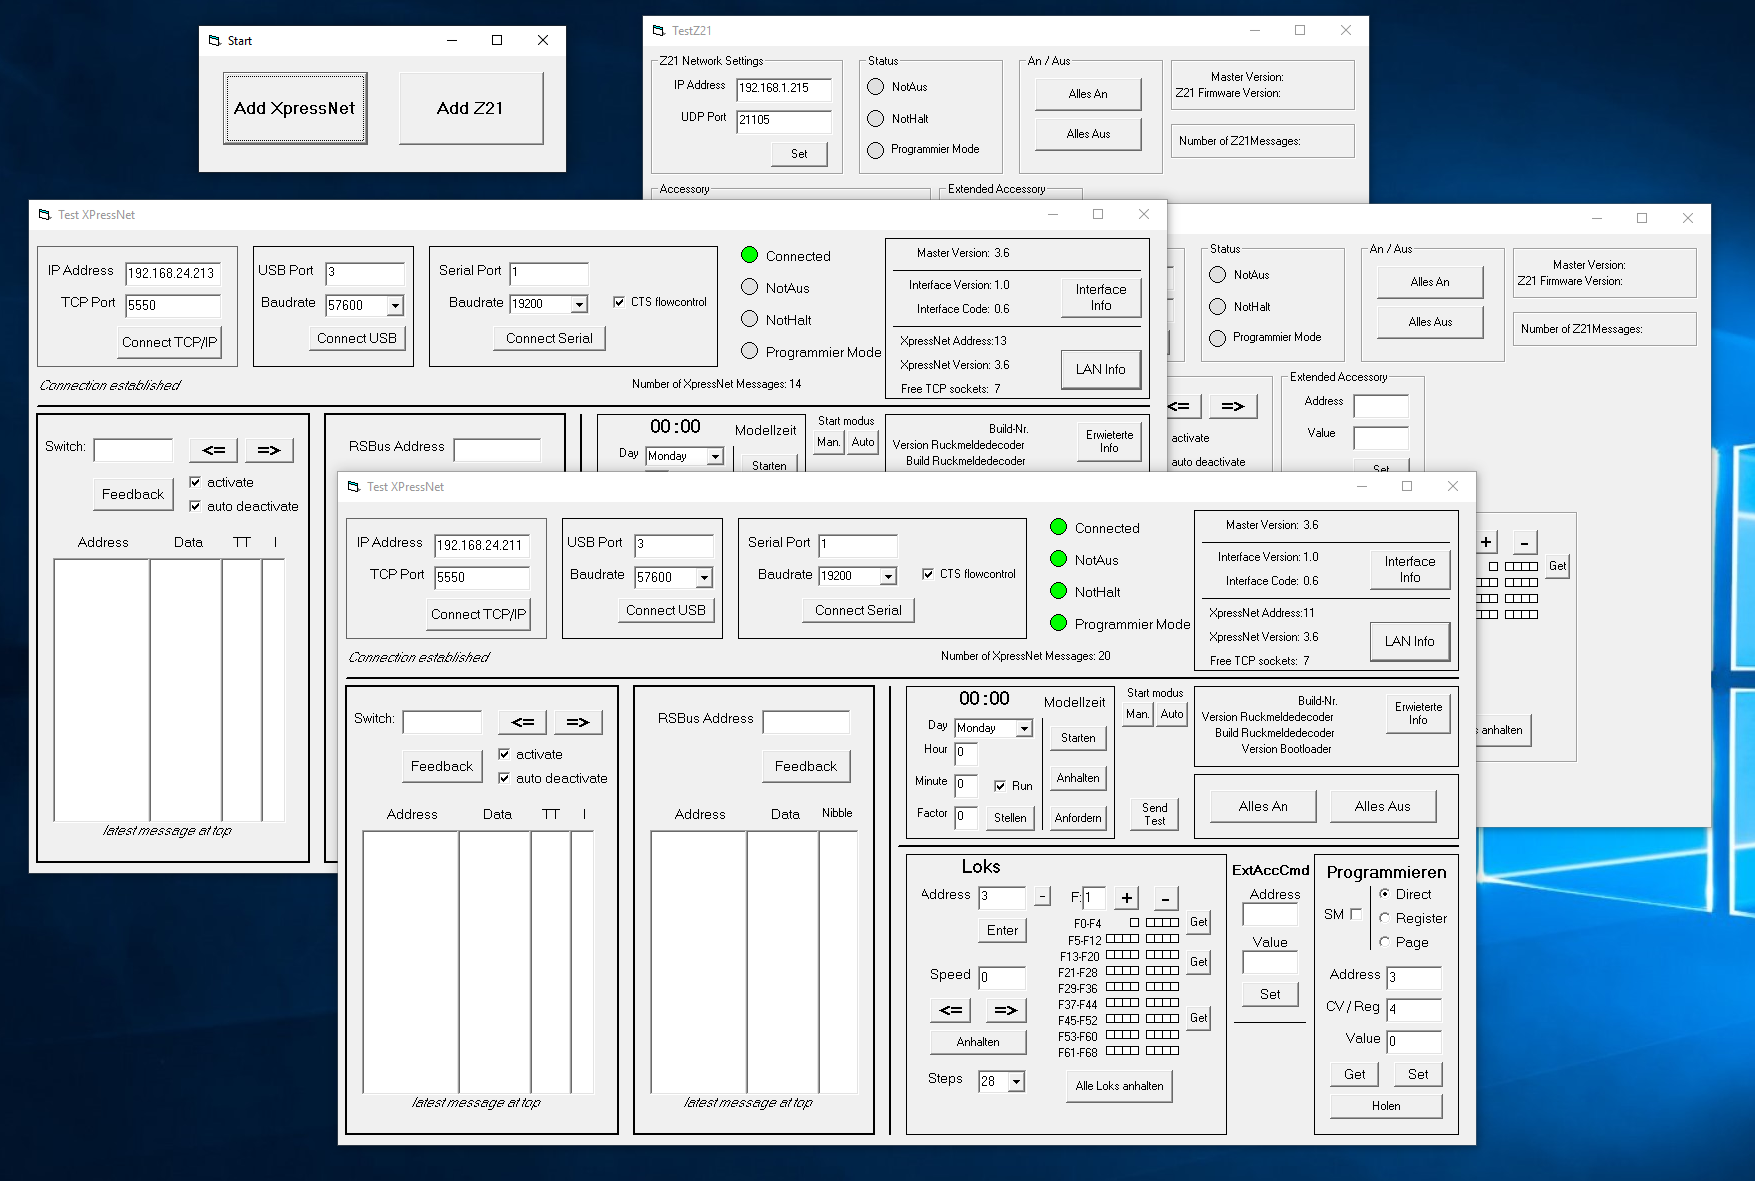 Start
Add XpressNet
Add Z21
TestZ21
Z21 Network Settings
IP Address 192.168.1.215
UDP Port 21105
Set
Status
NotAus
NotHalt
Programmier Mode
An / Aus
Alles An
Alles Aus
Master Version:
Z21 Firmware Version:
Number of Z21Messages:
Accessory
Extended Accessory
Test XPressNet
IP Address 192.168.24.213
TCP Port 5550
Connect TCP/IP
USB Port 3
Baudrate 57600
Connect USB
Serial Port 1
Baudrate 19200
CTS flowcontrol
Connect Serial
Connected
NotAus
NotHalt
Programmier Mode
Master Version: 3.6
Interface Version: 1.0
Interface Code: 0.6
Interface
Info
XpressNet Address:13
XpressNet Version: 3.6
Free TCP sockets: 7
LAN Info
Connection established
Number of XpressNet Messages: 14
Switch:
<=
=>
Feedback
activate
auto deactivate
Address Data TT I
latest message at top
RSBus Address
00:00
Modellzeit
Day Monday
Starten
Start modus
Man. Auto
Build-Nr.
Version Ruckmeldedecoder
Build Ruckmeldedecoder
Erwieterte
Info
Status
NotAus
NotHalt
Programmier Mode
An / Aus
Alles An
Alles Aus
Master Version:
Z21 Firmware Version:
Number of Z21Messages:
<=
=>
activate
auto deactivate
Extended Accessory
Address
Value
Set
+
-
Get
anhalten
Test XPressNet
IP Address 192.168.24.211
TCP Port 5550
Connect TCP/IP
USB Port 3
Baudrate 57600
Connect USB
Serial Port 1
Baudrate 19200
CTS flowcontrol
Connect Serial
Connected
NotAus
NotHalt
Programmier Mode
Master Version: 3.6
Interface Version: 1.0
Interface Code: 0.6
Interface
Info
XpressNet Address:11
XpressNet Version: 3.6
Free TCP sockets: 7
LAN Info
Connection established
Number of XpressNet Messages: 20
Switch:
<=
=>
Feedback
activate
auto deactivate
Address Data TT I
latest message at top
RSBus Address
Feedback
Address Data Nibble
latest message at top
00:00
Modellzeit
Day Monday
Hour 0
Minute 0
Run
Factor 0
Stellen
Starten
Anhalten
Anfordern
Start modus
Man. Auto
Send
Test
Build-Nr.
Version Ruckmeldedecoder
Build Ruckmeldedecoder
Version Bootloader
Erwieterte
Info
Alles An
Alles Aus
Loks
Address 3 -
Enter
Speed 0
<=
=>
Anhalten
Steps 28
F: 1 + -
F0-F4 Get
F5-F12
F13-F20 Get
F21-F28
F29-F36
F37-F44
F45-F52 Get
F53-F60
F61-F68
Alle Loks anhalten
ExtAccCmd
Address
Value
Set
Programmieren
SM
Direct
Register
Page
Address 3
CV / Reg 4
Value 0
Get Set
Holen